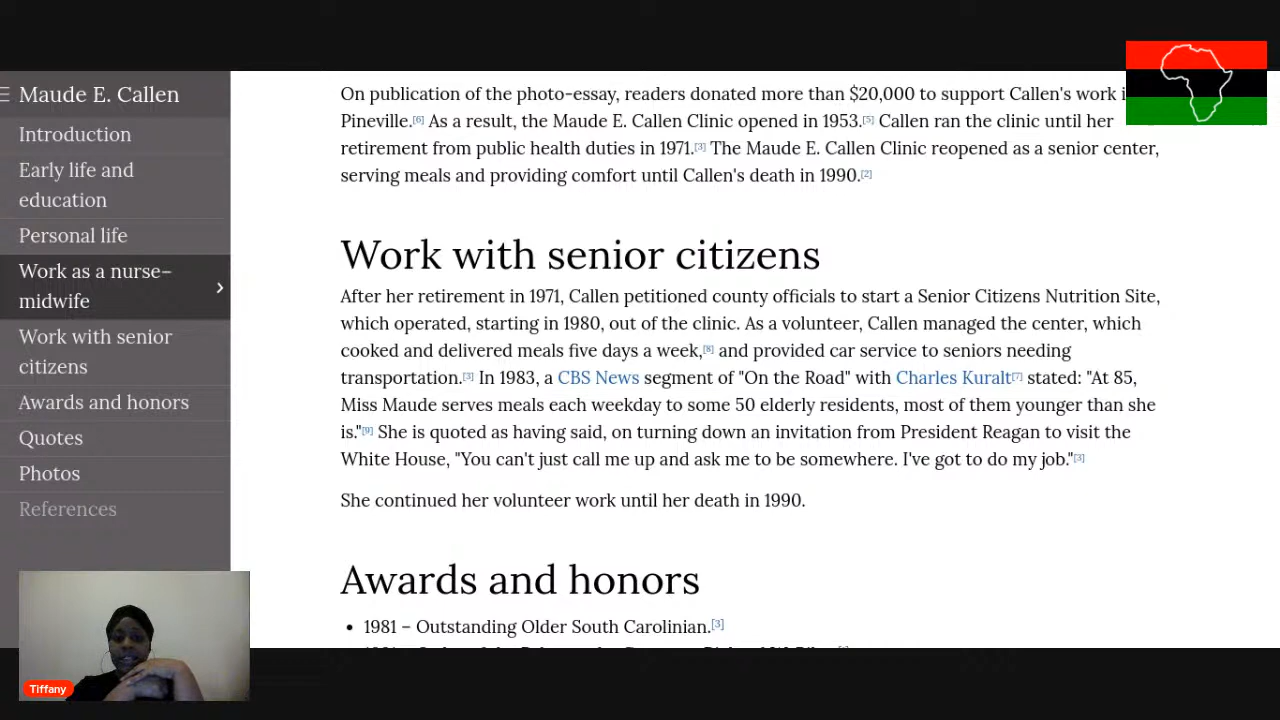 Maude E. Callen
Introduction
Early life and
education
Personal life
Work as a nurse–
midwife
Work with senior
citizens
Awards and honors
Quotes
Photos
References
On publication of the photo-essay, readers donated more than $20,000 to support Callen's work
Pineville.[6] As a result, the Maude E. Callen Clinic opened in 1953.[5] Callen ran the clinic until her
retirement from public health duties in 1971.[3] The Maude E. Callen Clinic reopened as a senior center,
serving meals and providing comfort until Callen's death in 1990.[2]
Work with senior citizens
After her retirement in 1971, Callen petitioned county officials to start a Senior Citizens Nutrition Site,
which operated, starting in 1980, out of the clinic. As a volunteer, Callen managed the center, which
cooked and delivered meals five days a week,[8] and provided car service to seniors needing
transportation.[3] In 1983, a CBS News segment of "On the Road" with Charles Kuralt[7] stated: "At 85,
Miss Maude serves meals each weekday to some 50 elderly residents, most of them younger than she
is."[9] She is quoted as having said, on turning down an invitation from President Reagan to visit the
White House, "You can't just call me up and ask me to be somewhere. I've got to do my job."[3]
She continued her volunteer work until her death in 1990.
Awards and honors
• 1981 – Outstanding Older South Carolinian.[3]
Tiffany